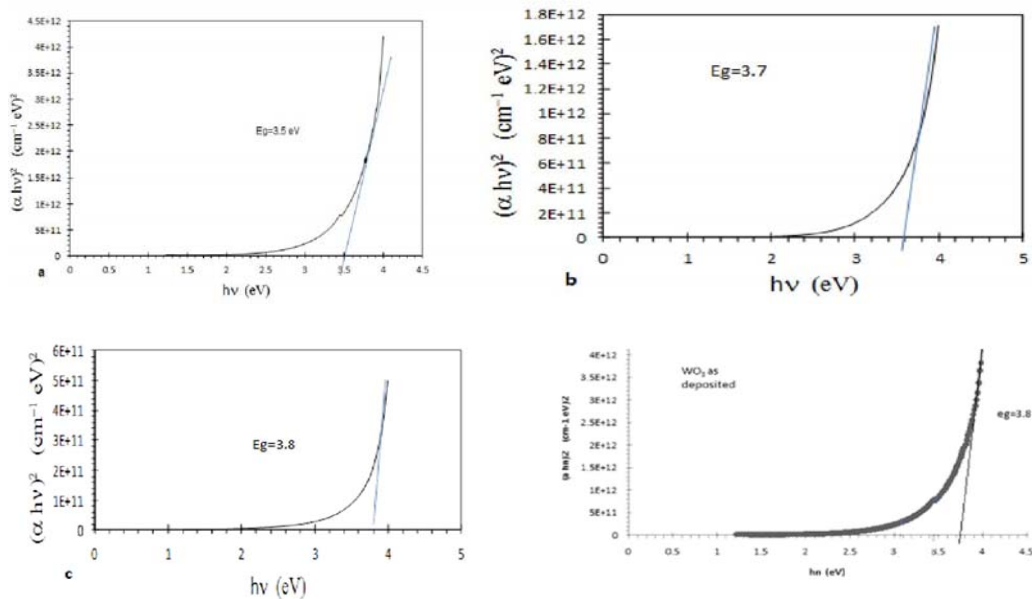 4.5E+12
4E+12
3.5E+12
3E+12
2.5E+12
2E+12
1.5E+12
1E+12
5E+11
0
(α hν)² (cm⁻¹ eV)²
Eg=3.5 eV
0 0.5 1 1.5 2 2.5 3 3.5 4 4.5
a
hν (eV)
1.8E+12
1.6E+12
1.4E+12
1.2E+12
1E+12
8E+11
6E+11
4E+11
2E+11
0
(α hν)² (cm⁻¹ eV)²
Eg=3.7
0 1 2 3 4 5
b
hν (eV)
6E+11
5E+11
4E+11
3E+11
2E+11
1E+11
0
(α hν)² (cm⁻¹ eV)²
Eg=3.8
0 1 2 3 4 5
c
hν (eV)
4E+12
3.5E+12
3E+12
2.5E+12
2E+12
1.5E+12
1E+12
5E+11
0
(a hn)2 (cm-1 eV)2
WO₃ as
deposited
eg=3.8
0 0.5 1 1.5 2 2.5 3 3.5 4 4.5
hn (eV)